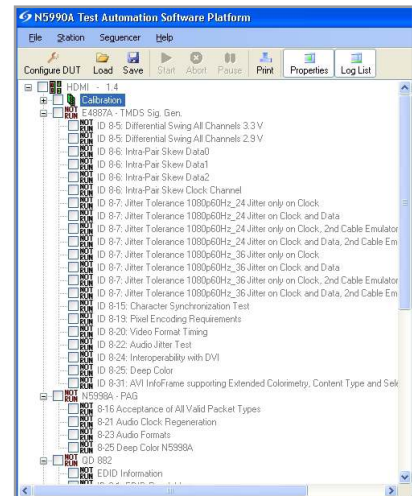 N5990A Test Automation Software Platform
File Station Sequencer Help
Configure DUT Load Save Start Abort Pause Print Properties Log List
HDMI - 1.4
Calibration
NOT RUN E4887A - TMDS Sig. Gen.
NOT RUN ID 8-5: Differential Swing All Channels 3.3 V
NOT RUN ID 8-5: Differential Swing All Channels 2.9 V
NOT RUN ID 8-6: Intra-Pair Skew Data0
NOT RUN ID 8-6: Intra-Pair Skew Data1
NOT RUN ID 8-6: Intra-Pair Skew Data2
NOT RUN ID 8-6: Intra-Pair Skew Clock Channel
NOT RUN ID 8-7: Jitter Tolerance 1080p60Hz_24 Jitter only on Clock
NOT RUN ID 8-7: Jitter Tolerance 1080p60Hz_24 Jitter on Clock and Data
NOT RUN ID 8-7: Jitter Tolerance 1080p60Hz_24 Jitter only on Clock, 2nd Cable Emulator
NOT RUN ID 8-7: Jitter Tolerance 1080p60Hz_24 Jitter on Clock and Data, 2nd Cable Em
NOT RUN ID 8-7: Jitter Tolerance 1080p60Hz_36 Jitter only on Clock
NOT RUN ID 8-7: Jitter Tolerance 1080p60Hz_36 Jitter on Clock and Data
NOT RUN ID 8-7: Jitter Tolerance 1080p60Hz_36 Jitter only on Clock, 2nd Cable Emulator
NOT RUN ID 8-7: Jitter Tolerance 1080p60Hz_36 Jitter on Clock and Data, 2nd Cable Em
NOT RUN ID 8-15: Character Synchronization Test
NOT RUN ID 8-19: Pixel Encoding Requirements
NOT RUN ID 8-20: Video Format Timing
NOT RUN ID 8-22: Audio Jitter Test
NOT RUN ID 8-24: Interoperability with DVI
NOT RUN ID 8-25: Deep Color
NOT RUN ID 8-31: AVI InfoFrame supporting Extended Colorimetry, Content Type and Sele
NOT RUN N5998A - PAG
NOT RUN 8-16 Acceptance of All Valid Packet Types
NOT RUN 8-21 Audio Clock Regeneration
NOT RUN 8-23 Audio Formats
NOT RUN 8-25 Deep Color N5998A
NOT RUN QD 882
NOT RUN EDID Information